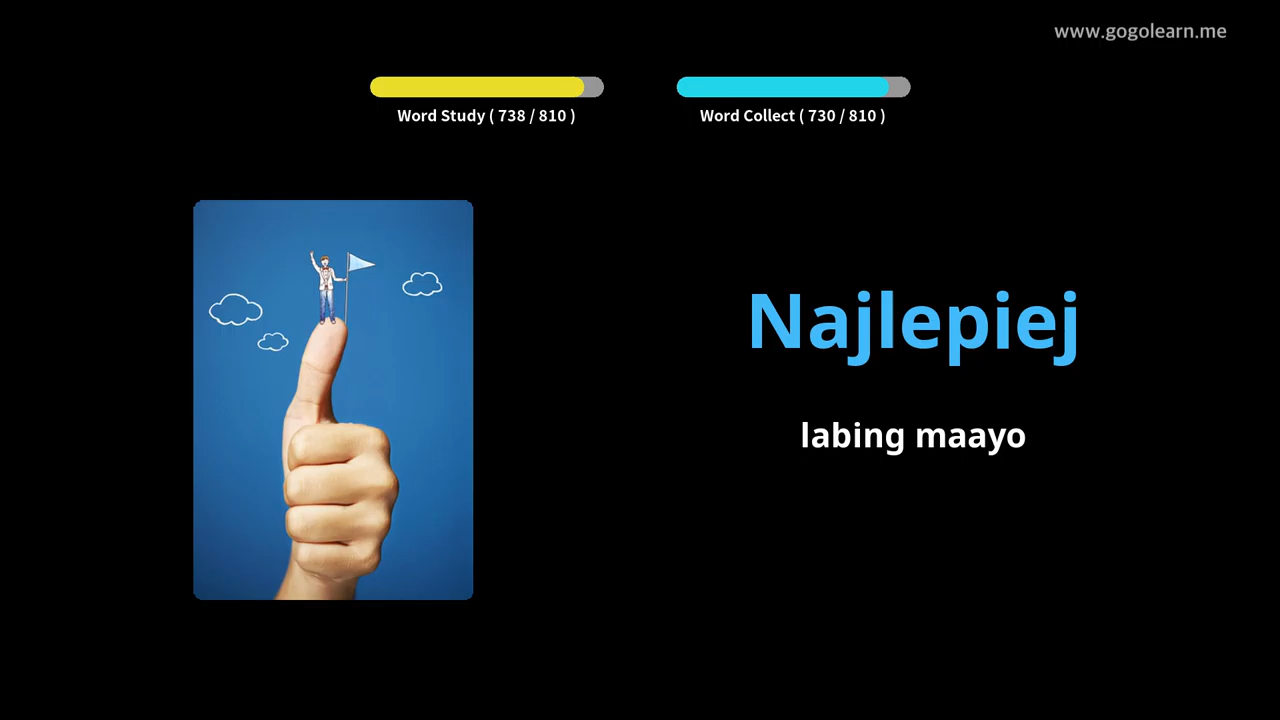 www.gogolearn.me
Word Study ( 738 / 810 )
Word Collect ( 730 / 810 )
Najlepiej
labing maayo